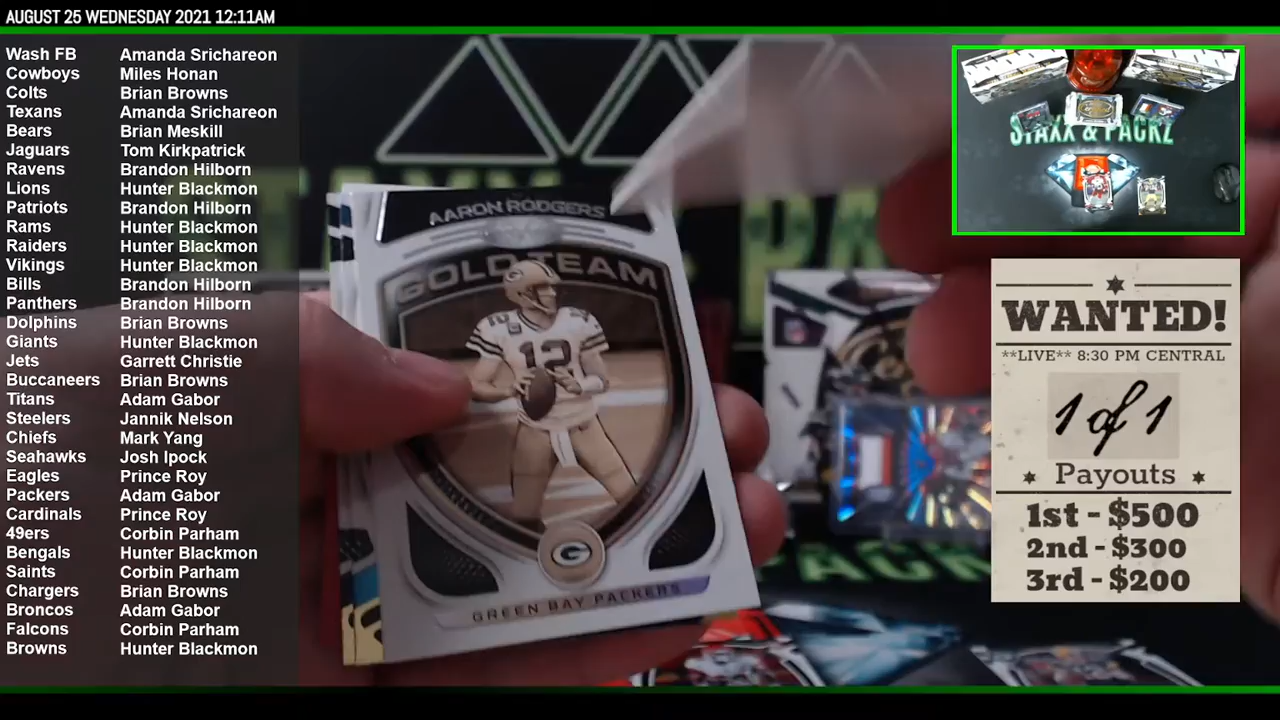 AUGUST 25 WEDNESDAY 2021 12:11AM
Wash FB Amanda Srichareon
Cowboys Miles Honan
Colts Brian Browns
Texans Amanda Srichareon
Bears Brian Meskill
Jaguars Tom Kirkpatrick
Ravens Brandon Hilborn
Lions Hunter Blackmon
Patriots Brandon Hilborn
Rams Hunter Blackmon
Raiders Hunter Blackmon
Vikings Hunter Blackmon
Bills Brandon Hilborn
Panthers Brandon Hilborn
Dolphins Brian Browns
Giants Hunter Blackmon
Jets Garrett Christie
Buccaneers Brian Browns
Titans Adam Gabor
Steelers Jannik Nelson
Chiefs Mark Yang
Seahawks Josh Ipock
Eagles Prince Roy
Packers Adam Gabor
Cardinals Prince Roy
49ers Corbin Parham
Bengals Hunter Blackmon
Saints Corbin Parham
Chargers Brian Browns
Broncos Adam Gabor
Falcons Corbin Parham
Browns Hunter Blackmon
AARON RODGERS
GOLD TEAM
G
12
12
G
GREEN BAY PACKERS
STAXX & PACKZ
WANTED!
**LIVE** 8:30 PM CENTRAL
1 of 1
Payouts
1st - $500
2nd - $300
3rd - $200